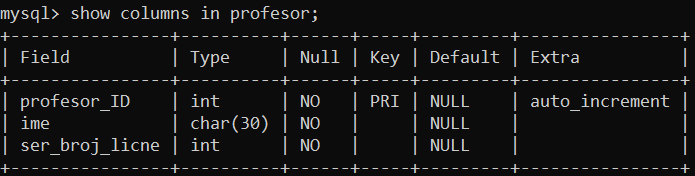 mysql> show columns in profesor;
+----------------+----------+------+-----+---------+----------------+
| Field          | Type     | Null | Key | Default | Extra          |
+----------------+----------+------+-----+---------+----------------+
| profesor_ID    | int      | NO   | PRI | NULL    | auto_increment |
| ime            | char(30) | NO   |     | NULL    |                |
| ser_broj_licne | int      | NO   |     | NULL    |                |
+----------------+----------+------+-----+---------+----------------+